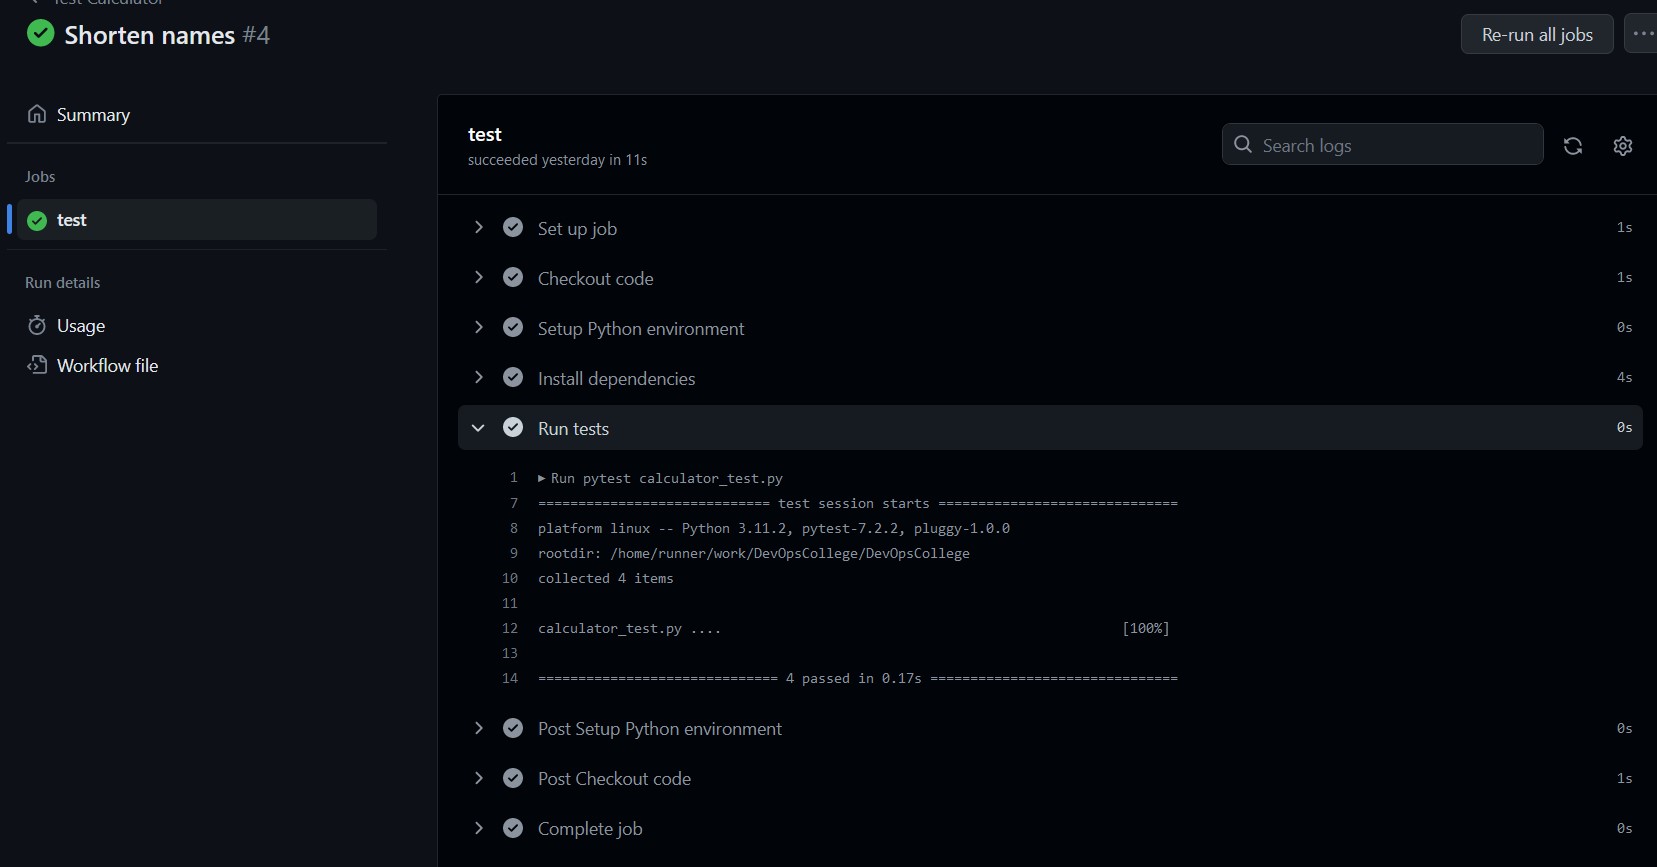 Test Calculator
Shorten names #4
Re-run all jobs
Summary
Jobs
test
Run details
Usage
Workflow file
test
succeeded yesterday in 11s
Search logs
Set up job 1s
Checkout code 1s
Setup Python environment 0s
Install dependencies 4s
Run tests 0s
1 Run pytest calculator_test.py
7 ============================= test session starts ==============================
8 platform linux -- Python 3.11.2, pytest-7.2.2, pluggy-1.0.0
9 rootdir: /home/runner/work/DevOpsCollege/DevOpsCollege
10 collected 4 items
11
12 calculator_test.py .... [100%]
13
14 ============================== 4 passed in 0.17s ===============================
Post Setup Python environment 0s
Post Checkout code 1s
Complete job 0s